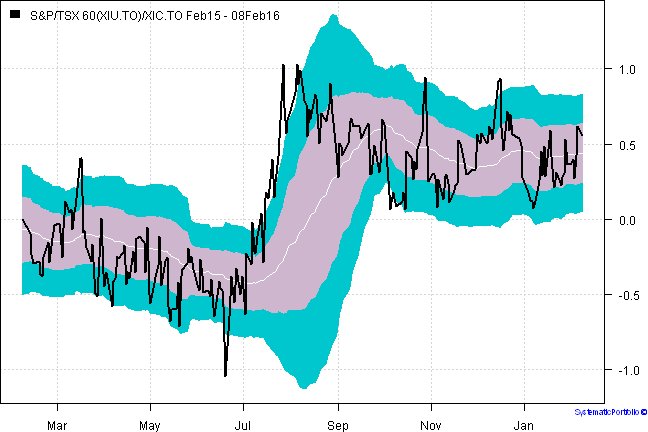 S&P/TSX 60(XIU.TO)/XIC.TO Feb15 - 08Feb16
1.0
0.5
0.0
-0.5
-1.0
Mar May Jul Sep Nov Jan
SystematicPortfolio ©